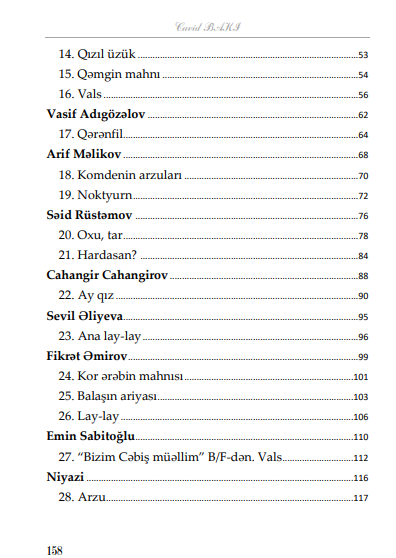 Cavid BAKI
14. Qızıl üzük ........ 53
15. Qəmgin mahnı ........ 54
16. Vals ........ 56
Vasif Adıgözəlov ........ 62
17. Qərənfil ........ 64
Arif Məlikov ........ 68
18. Komdenin arzuları ........ 70
19. Noktyurn ........ 72
Səid Rüstəmov ........ 76
20. Oxu, tar ........ 78
21. Hardasan? ........ 84
Cahangir Cahangirov ........ 88
22. Ay qız ........ 90
Sevil Əliyeva ........ 95
23. Ana lay-lay ........ 96
Fikrət Əmirov ........ 99
24. Kor ərəbin mahnısı ........ 101
25. Balaşın ariyası ........ 103
26. Lay-lay ........ 106
Emin Sabitoğlu ........ 110
27. “Bizim Cəbiş müəllim” B/F-dən. Vals ........ 112
Niyazi ........ 116
28. Arzu ........ 117
158